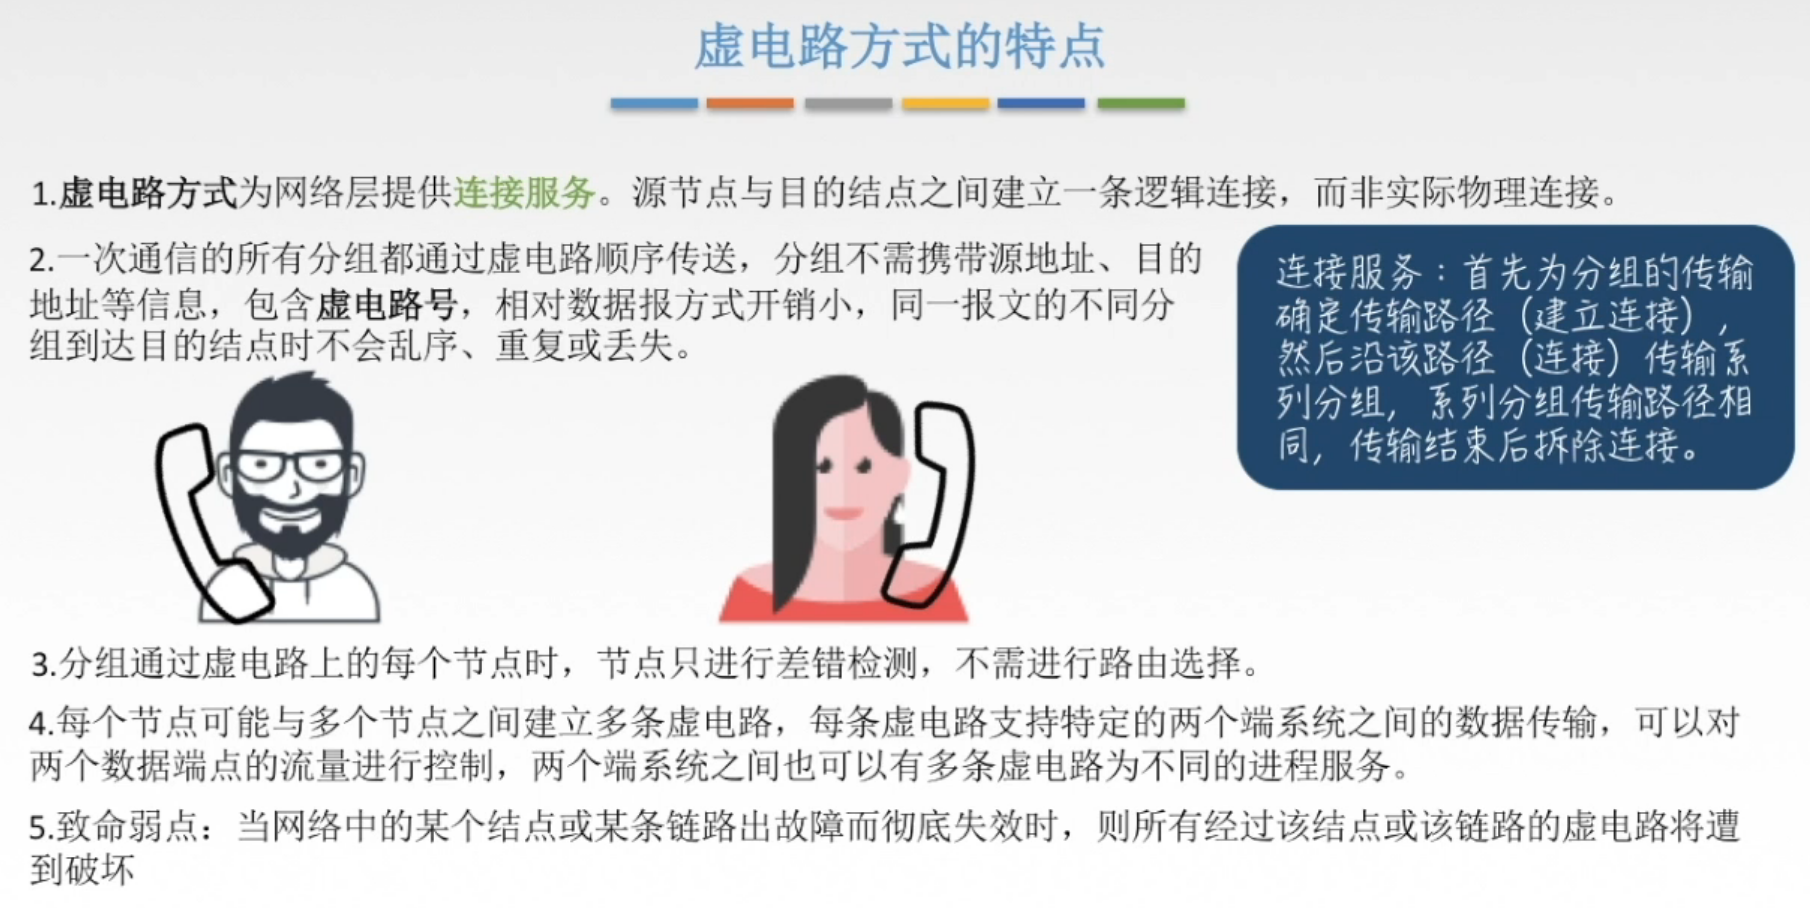 虚电路方式的特点
1.虚电路方式为网络层提供连接服务。源节点与目的结点之间建立一条逻辑连接，而非实际物理连接。
2.一次通信的所有分组都通过虚电路顺序传送，分组不需携带源地址、目的
地址等信息，包含虚电路号，相对数据报方式开销小，同一报文的不同分
组到达目的结点时不会乱序、重复或丢失。
连接服务：首先为分组的传输
确定传输路径（建立连接），
然后沿该路径（连接）传输系
列分组，系列分组传输路径相
同，传输结束后拆除连接。
3.分组通过虚电路上的每个节点时，节点只进行差错检测，不需进行路由选择。
4.每个节点可能与多个节点之间建立多条虚电路，每条虚电路支持特定的两个端系统之间的数据传输，可以对
两个数据端点的流量进行控制，两个端系统之间也可以有多条虚电路为不同的进程服务。
5.致命弱点：当网络中的某个结点或某条链路出故障而彻底失效时，则所有经过该结点或该链路的虚电路将遭
到破坏